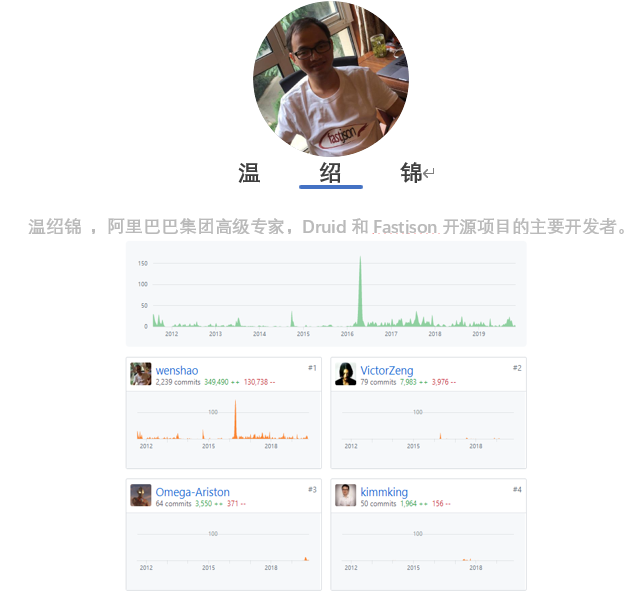 fastjson
温 绍 锦↵
温绍锦 ，阿里巴巴集团高级专家，Druid 和 Fastjson 开源项目的主要开发者。
150
100
50
0
2012 2013 2014 2015 2016 2017 2018 2019
wenshao #1
2,239 commits 349,490 ++ 130,738 --
100
2012 2015 2018
VictorZeng #2
79 commits 7,983 ++ 3,976 --
100
2012 2015 2018
Omega-Ariston #3
64 commits 3,550 ++ 371 --
100
2012 2015 2018
kimmking #4
50 commits 1,964 ++ 156 --
100
2012 2015 2018